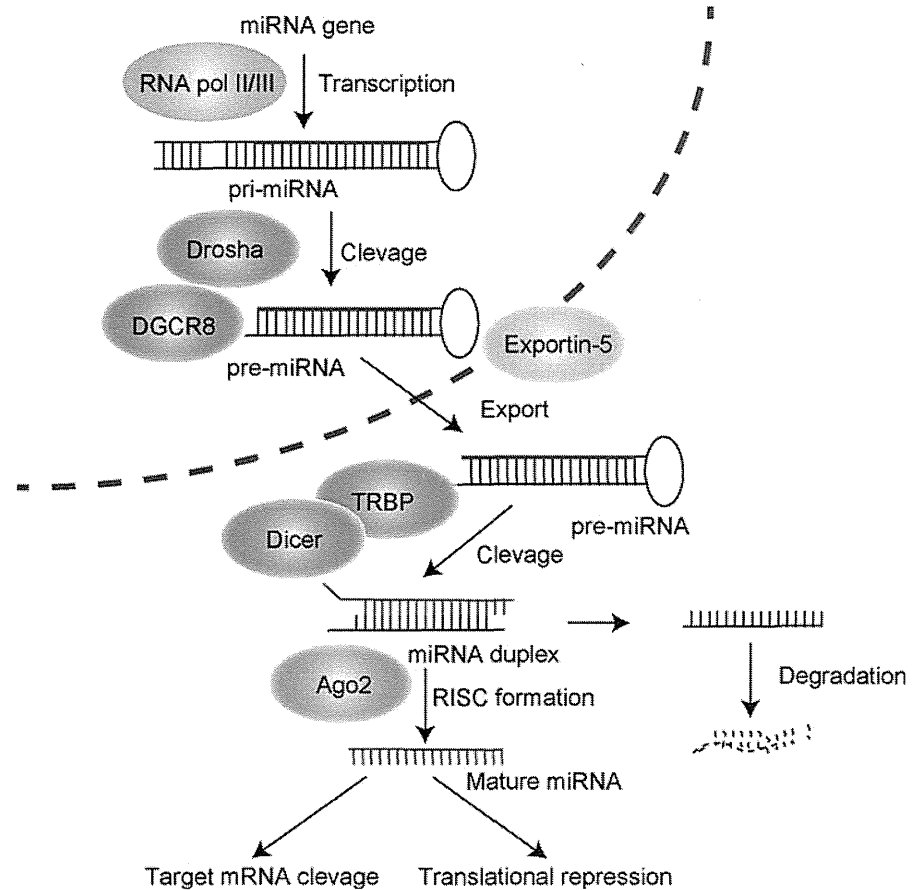 miRNA gene
RNA pol II/III
Transcription
pri-miRNA
Drosha
Clevage
DGCR8
pre-miRNA
Exportin-5
Export
TRBP
pre-miRNA
Dicer
Clevage
miRNA duplex
Ago2
RISC formation
Degradation
Mature miRNA
Target mRNA clevage
Translational repression